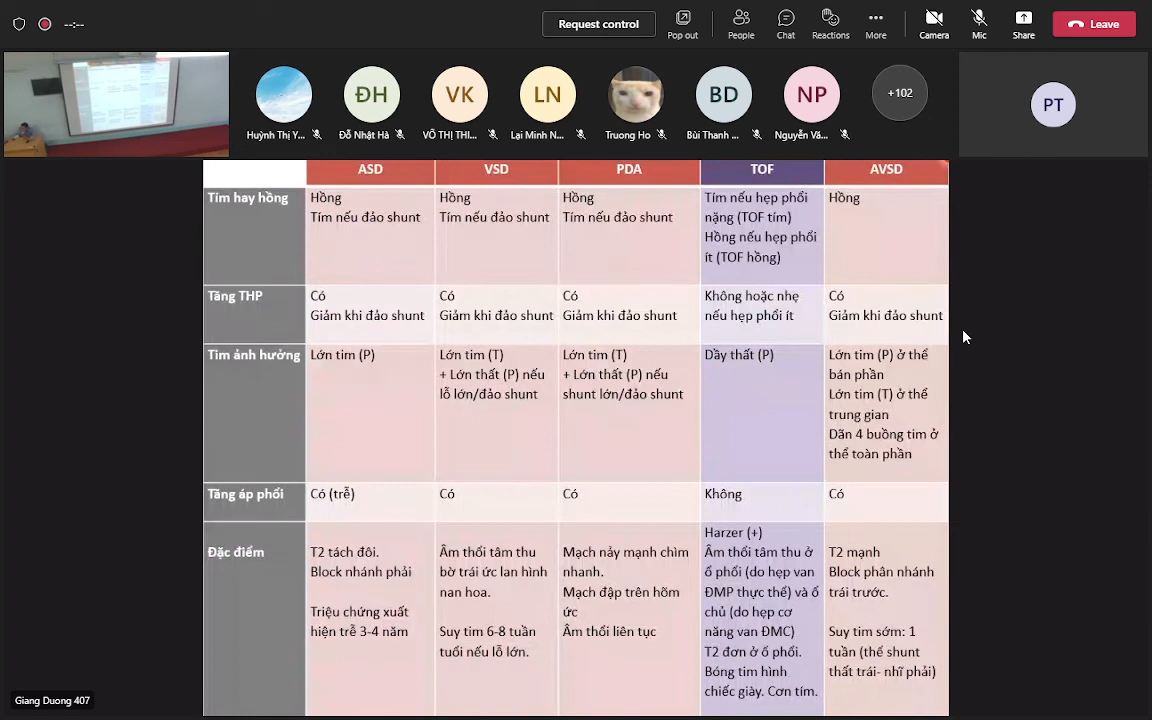 --:--
Request control
Pop out
People
Chat
Reactions
More
Camera
Mic
Share
Leave
ĐH
VK
LN
BD
NP
+102
PT
Huỳnh Thị Y...
Đỗ Nhật Hà
VÕ THỊ THI...
Lại Minh N...
Truong Ho
Bùi Thanh ...
Nguyễn Vă...
ASD
VSD
PDA
TOF
AVSD
Tím hay hồng
Hồng
Tím nếu đảo shunt
Hồng
Tím nếu đảo shunt
Hồng
Tím nếu đảo shunt
Tím nếu hẹp phổi
nặng (TOF tím)
Hồng nếu hẹp phổi
ít (TOF hồng)
Hồng
Tăng THP
Có
Giảm khi đảo shunt
Có
Giảm khi đảo shunt
Có
Giảm khi đảo shunt
Không hoặc nhẹ
nếu hẹp phổi ít
Có
Giảm khi đảo shunt
Tim ảnh hưởng
Lớn tim (P)
Lớn tim (T)
+ Lớn thất (P) nếu
lỗ lớn/đảo shunt
Lớn tim (T)
+ Lớn thất (P) nếu
shunt lớn/đảo shunt
Dầy thất (P)
Lớn tim (P) ở thể
bán phần
Lớn tim (T) ở thể
trung gian
Dãn 4 buồng tim ở
thể toàn phần
Tăng áp phổi
Có (trễ)
Có
Có
Không
Có
Đặc điểm
T2 tách đôi.
Block nhánh phải
Triệu chứng xuất
hiện trễ 3-4 năm
Âm thổi tâm thu
bờ trái ức lan hình
nan hoa.
Suy tim 6-8 tuần
tuổi nếu lỗ lớn.
Mạch nảy mạnh chìm
nhanh.
Mạch đập trên hõm
ức
Âm thổi liên tục
Harzer (+)
Âm thổi tâm thu ở
ổ phổi (do hẹp van
ĐMP thực thể) và ổ
chủ (do hẹp cơ
năng van ĐMC)
T2 đơn ở ổ phổi.
Bóng tim hình
chiếc giày. Cơn tím.
T2 mạnh
Block phân nhánh
trái trước.
Suy tim sớm: 1
tuần (thể shunt
thất trái- nhĩ phải)
Giang Duong 407